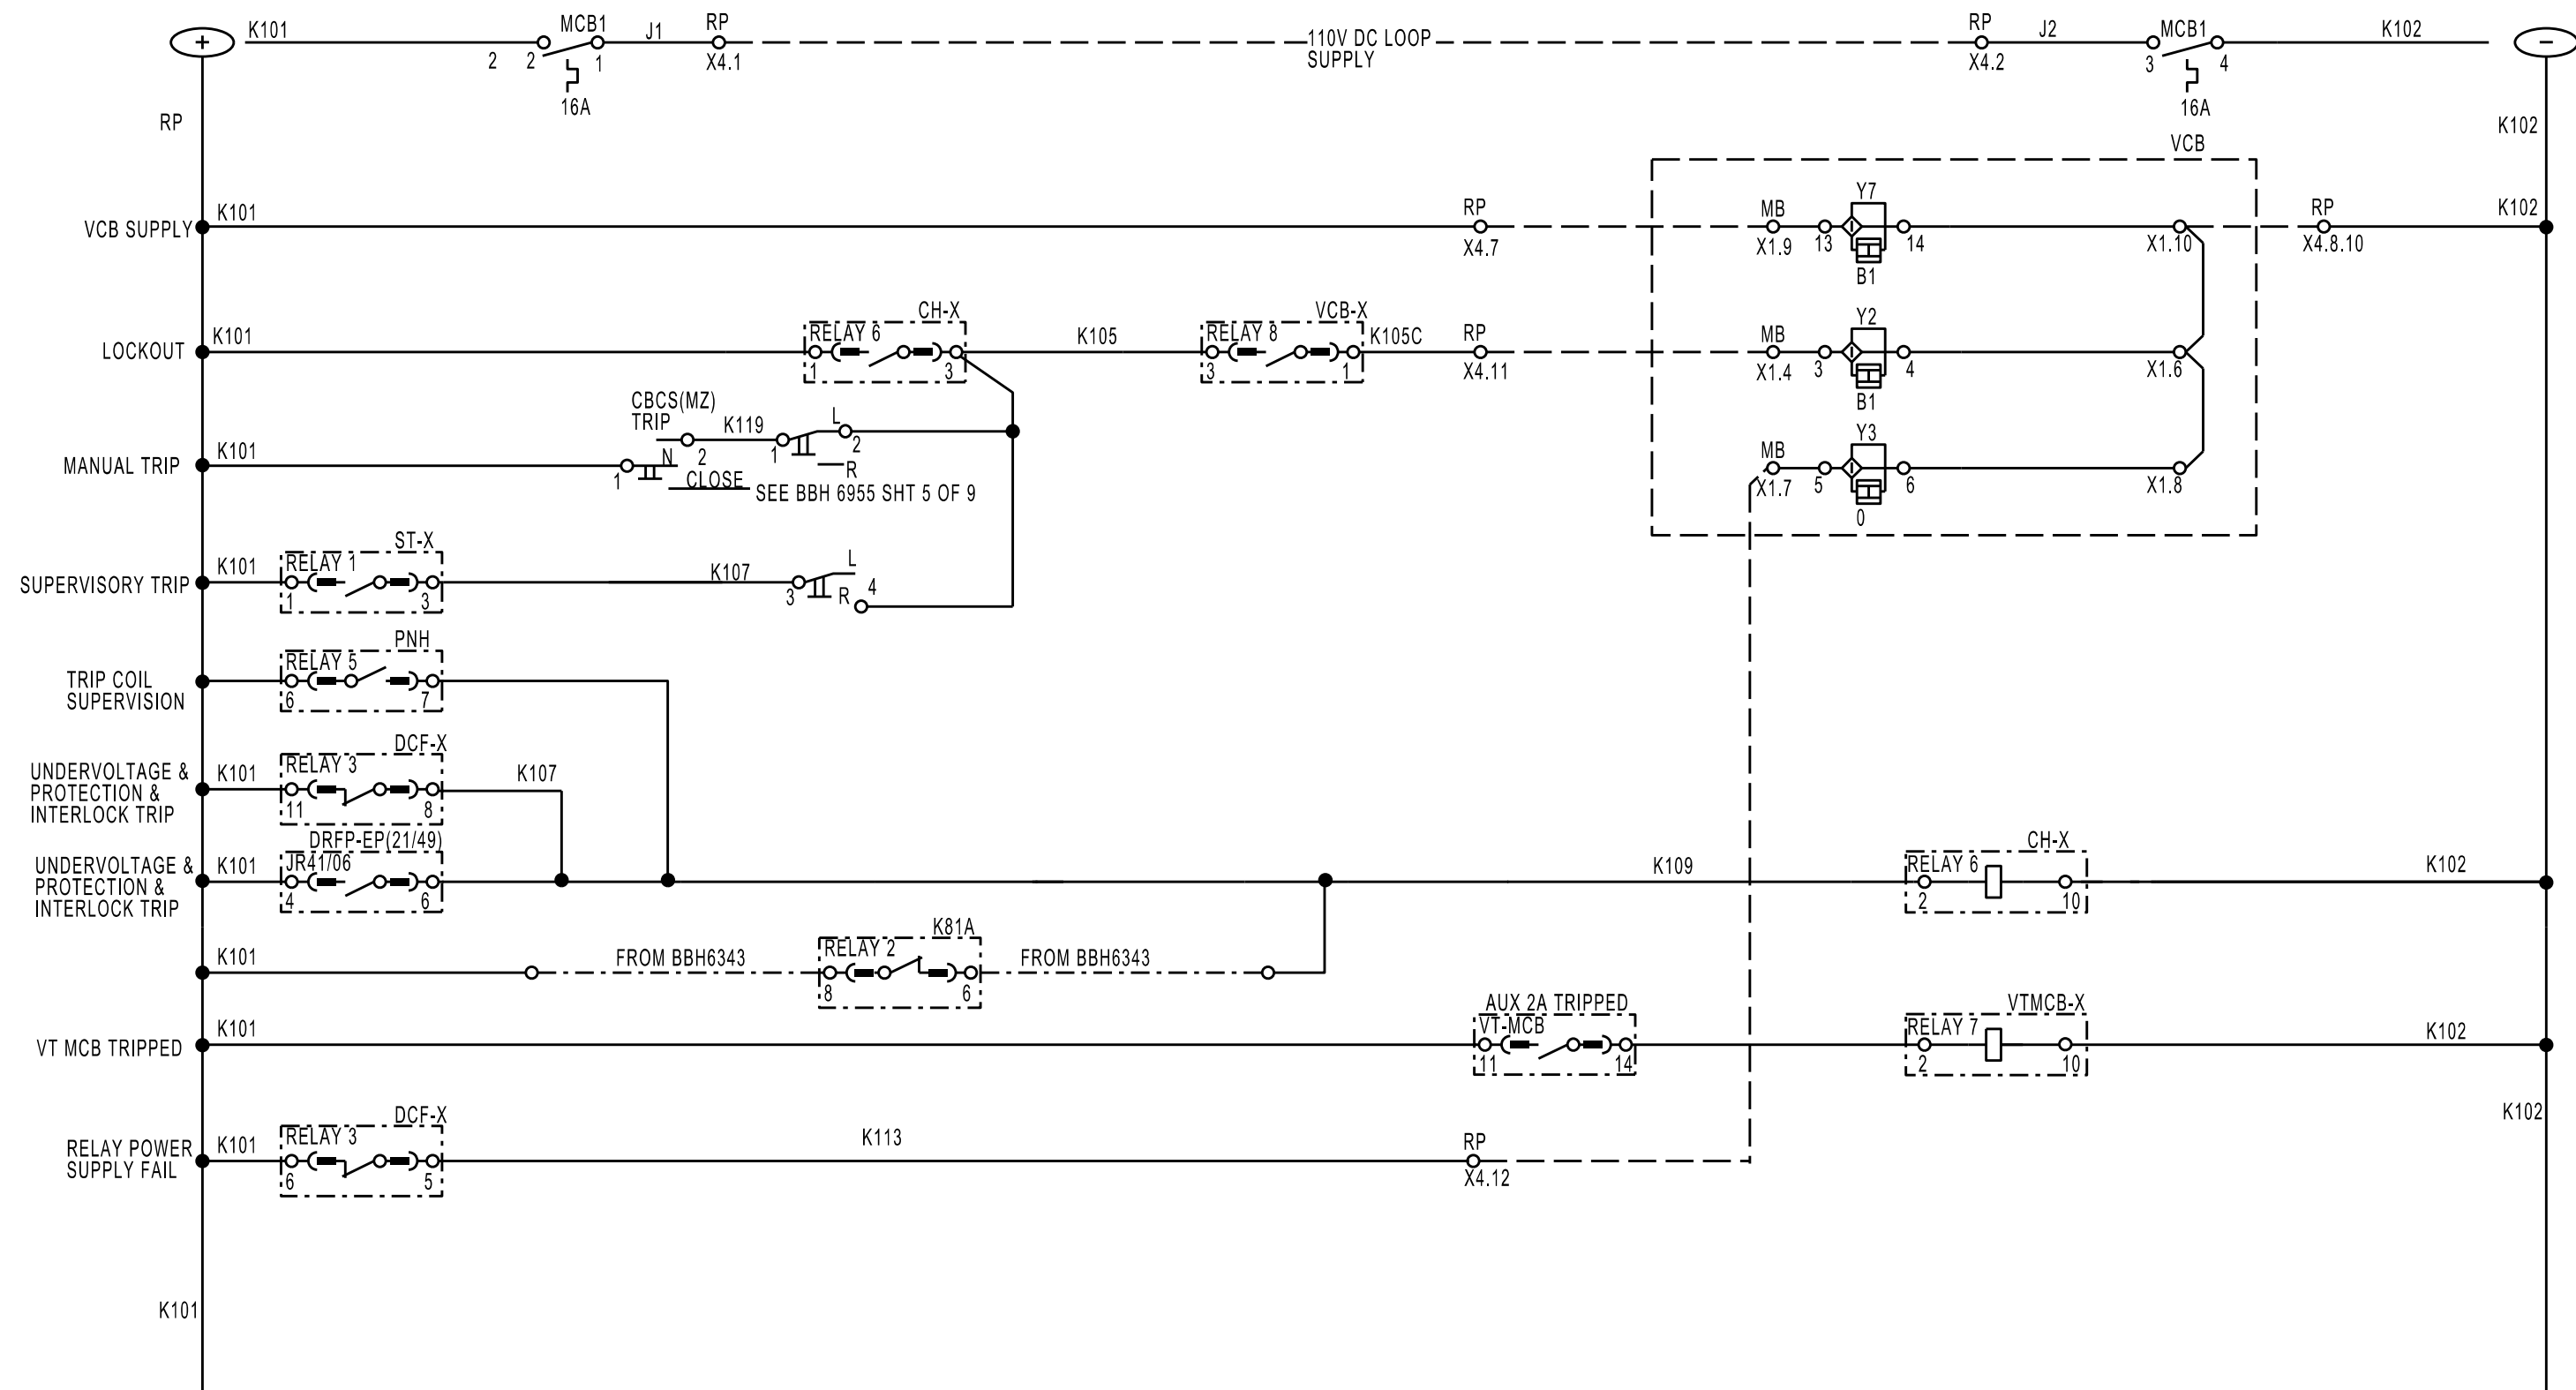 +
K101
MCB1
2
2
1
16A
J1
RP
X4.1
110V DC LOOP
SUPPLY
RP
X4.2
J2
MCB1
3
4
16A
K102
−
RP
K102
VCB
VCB SUPPLY
K101
RP
X4.7
MB
X1.9
13
Y7
B1
14
X1.10
RP
X4.8.10
K102
LOCKOUT
K101
CH-X
RELAY 6
1
3
K105
VCB-X
RELAY 8
3
1
K105C
RP
X4.11
MB
X1.4
3
Y2
B1
4
X1.6
MANUAL TRIP
K101
CBCS(MZ)
TRIP
K119
1
N
2
CLOSE
1
L
2
R
SEE BBH 6955 SHT 5 OF 9
MB
X1.7
5
Y3
0
6
X1.8
SUPERVISORY TRIP
K101
ST-X
RELAY 1
1
3
K107
3
L
R
4
TRIP COIL
SUPERVISION
PNH
RELAY 5
6
7
UNDERVOLTAGE &
PROTECTION &
INTERLOCK TRIP
K101
DCF-X
RELAY 3
11
8
K107
UNDERVOLTAGE &
PROTECTION &
INTERLOCK TRIP
K101
DRFP-EP(21/49)
JR41/06
4
6
K109
CH-X
RELAY 6
2
10
K102
K101
FROM BBH6343
K81A
RELAY 2
8
6
FROM BBH6343
VT MCB TRIPPED
K101
AUX 2A TRIPPED
VT-MCB
11
14
VTMCB-X
RELAY 7
2
10
K102
RELAY POWER
SUPPLY FAIL
K101
DCF-X
RELAY 3
6
5
K113
RP
X4.12
K102
K101